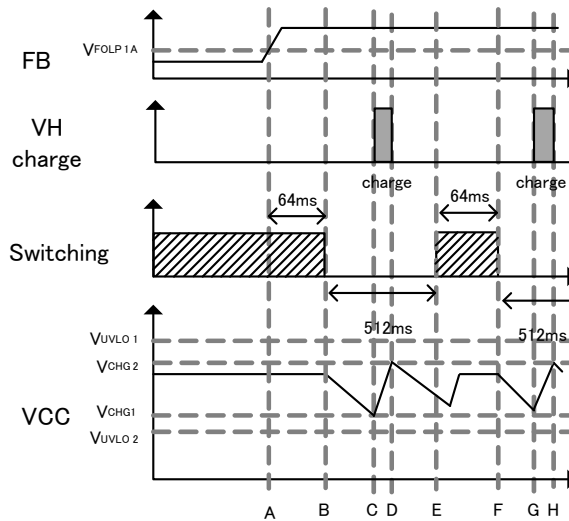 VFOLP1A
FB
VH
charge
charge
charge
64ms
64ms
Switching
512ms
512ms
VUVLO1
VCHG2
VCC
VCHG1
VUVLO2
A B C D E F G H